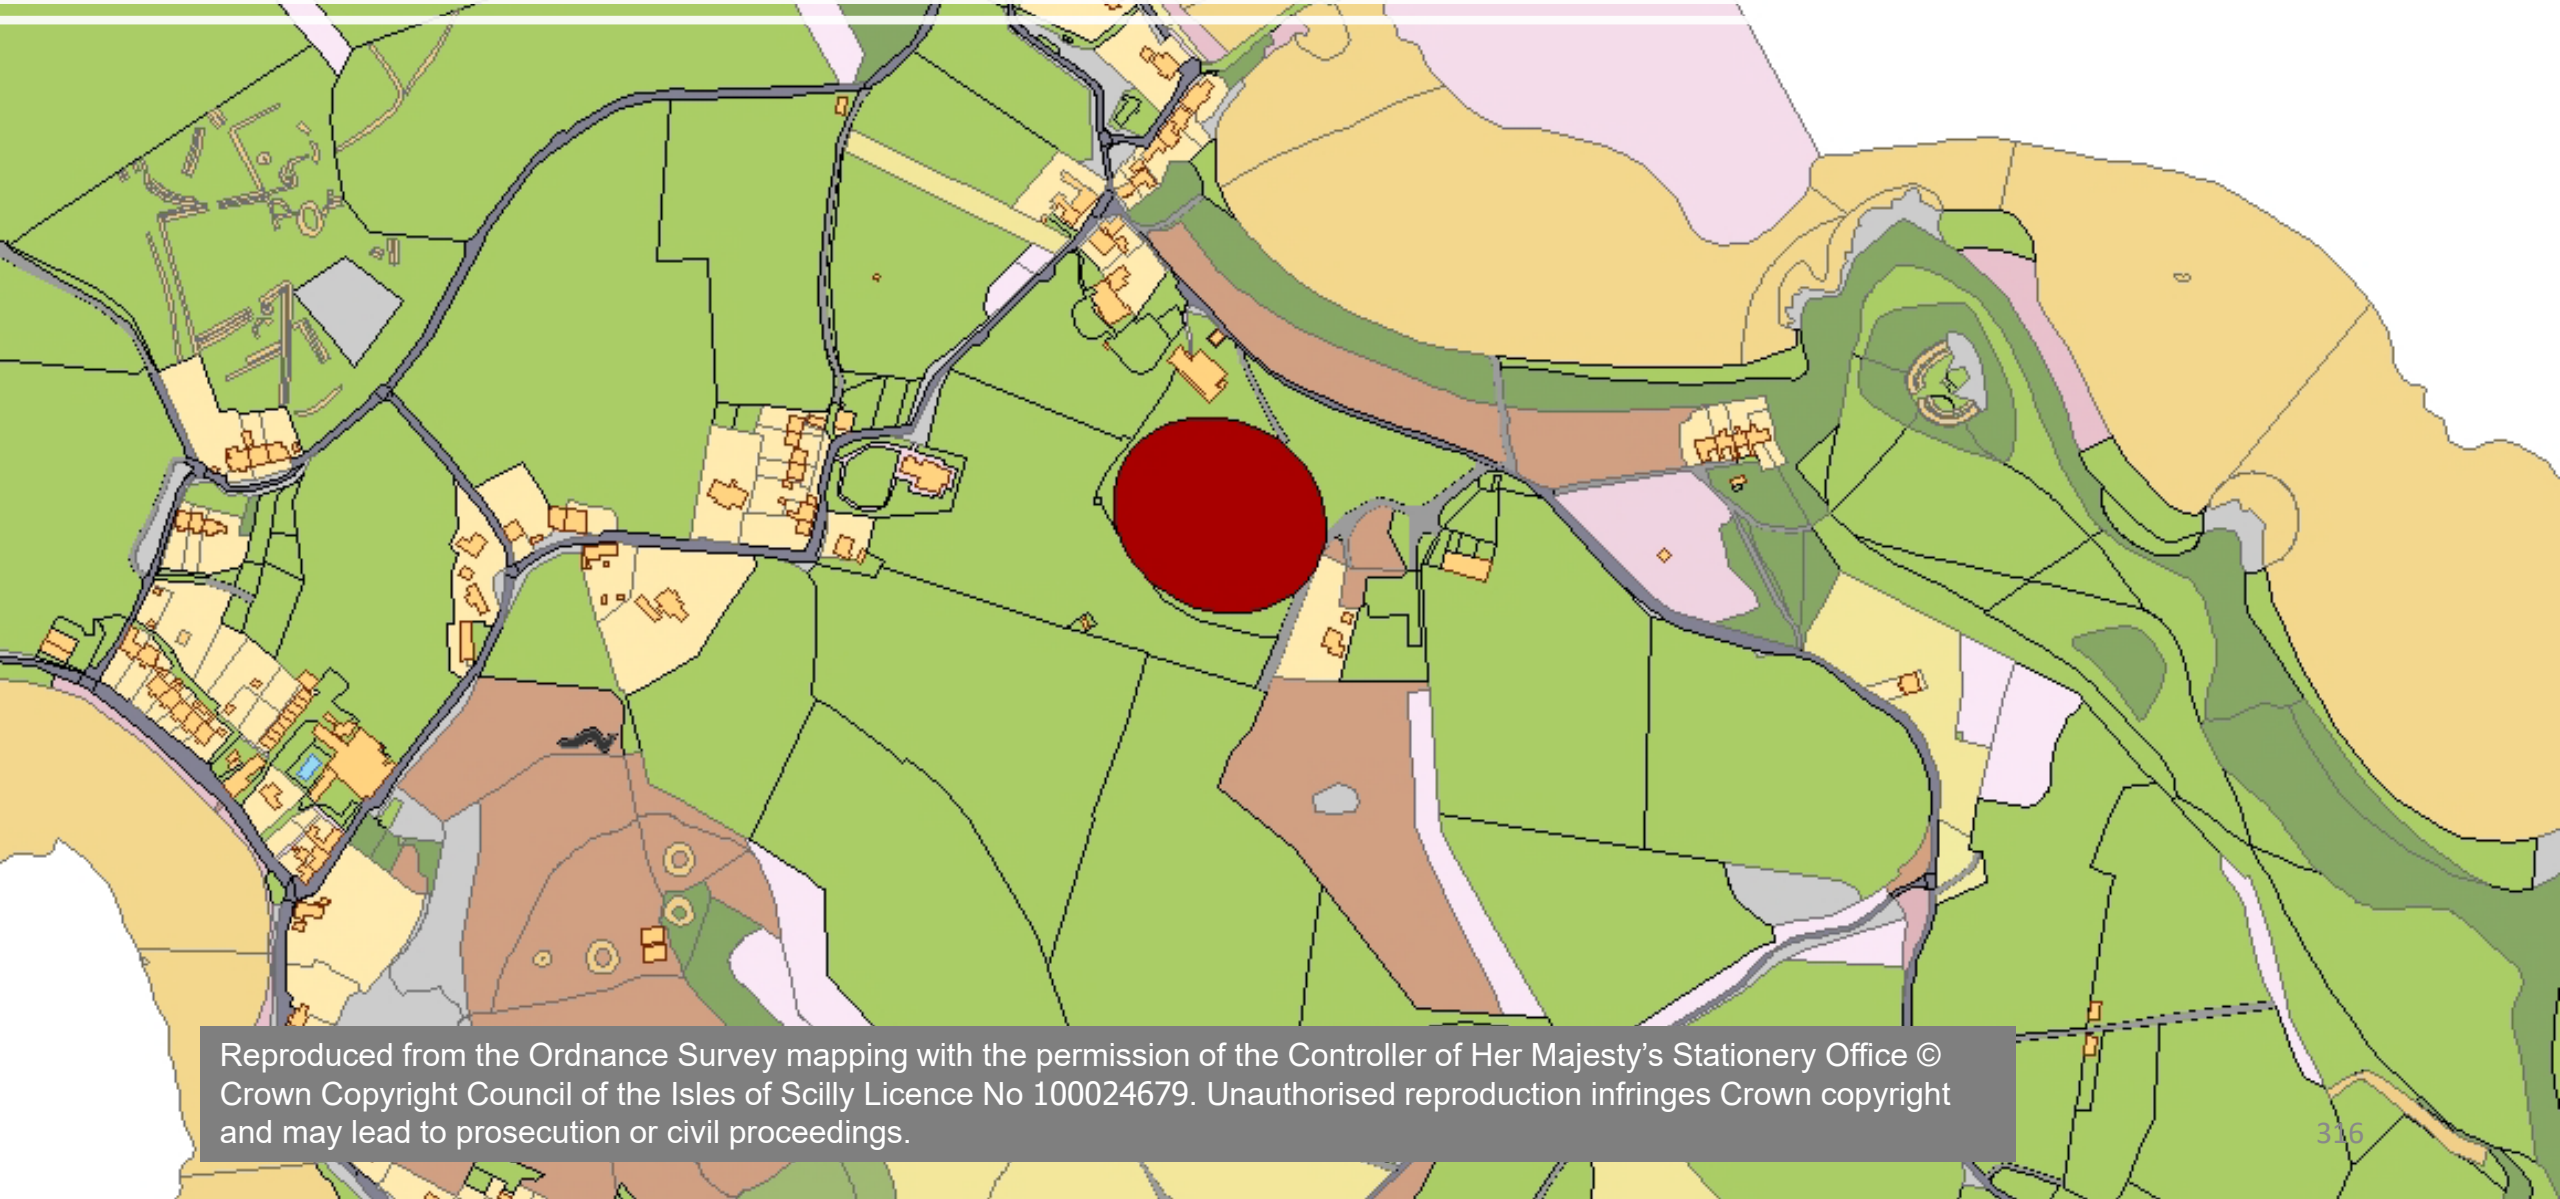 Reproduced from the Ordnance Survey mapping with the permission of the Controller of Her Majesty’s Stationery Office ©
Crown Copyright Council of the Isles of Scilly Licence No 100024679. Unauthorised reproduction infringes Crown copyright
and may lead to prosecution or civil proceedings.
316